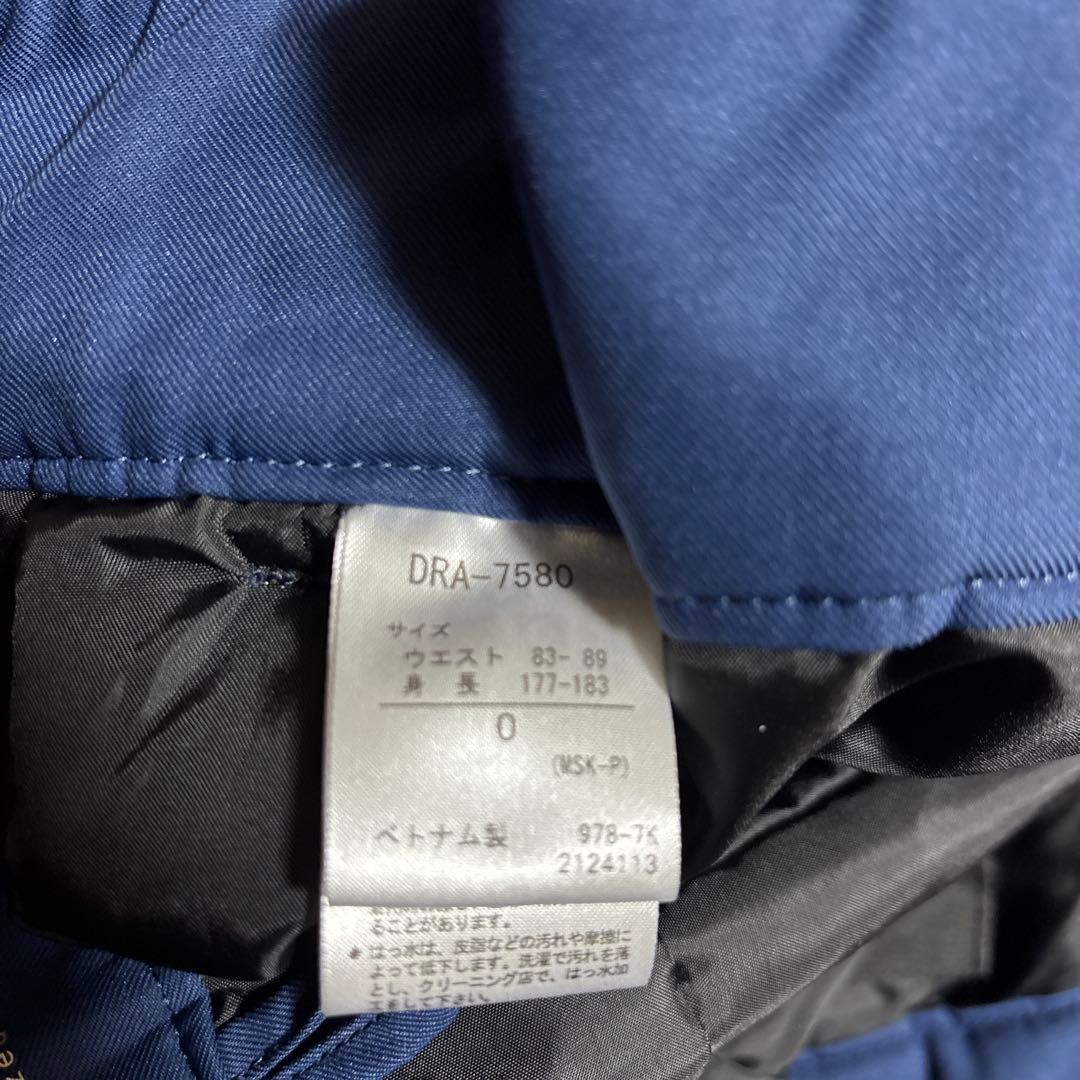 DRA-7580
サイズ
ウエスト 83- 89
身 長 177-183
O
(MSK-P)
ベトナム製 978-7K
2124113
ることがあります。
* はっ水は、皮脂などの汚れや摩擦に
よって低下します。洗濯で汚れを落
とし、クリーニング店で、はっ水加
をして下さい。